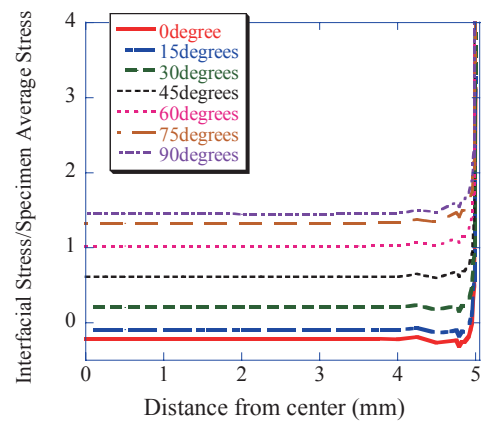 Interfacial Stress/Specimen Average Stress
4
3
2
1
0
0degree
15degrees
30degrees
45degrees
60degrees
75degrees
90degrees
0 1 2 3 4 5
Distance from center (mm)